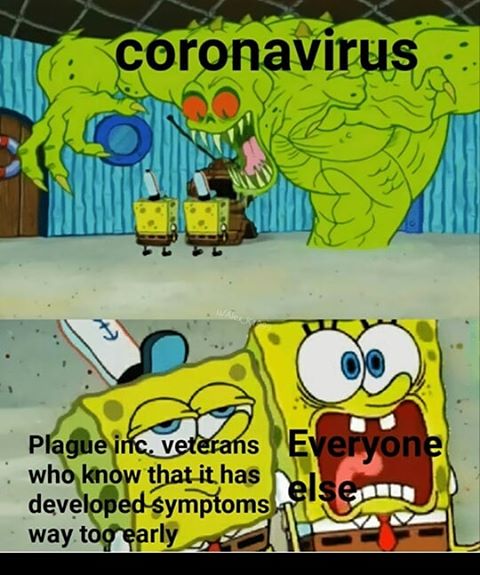 coronavirus
Plague inc. veterans
who know that it has
developed symptoms
way too early
Everyone
else